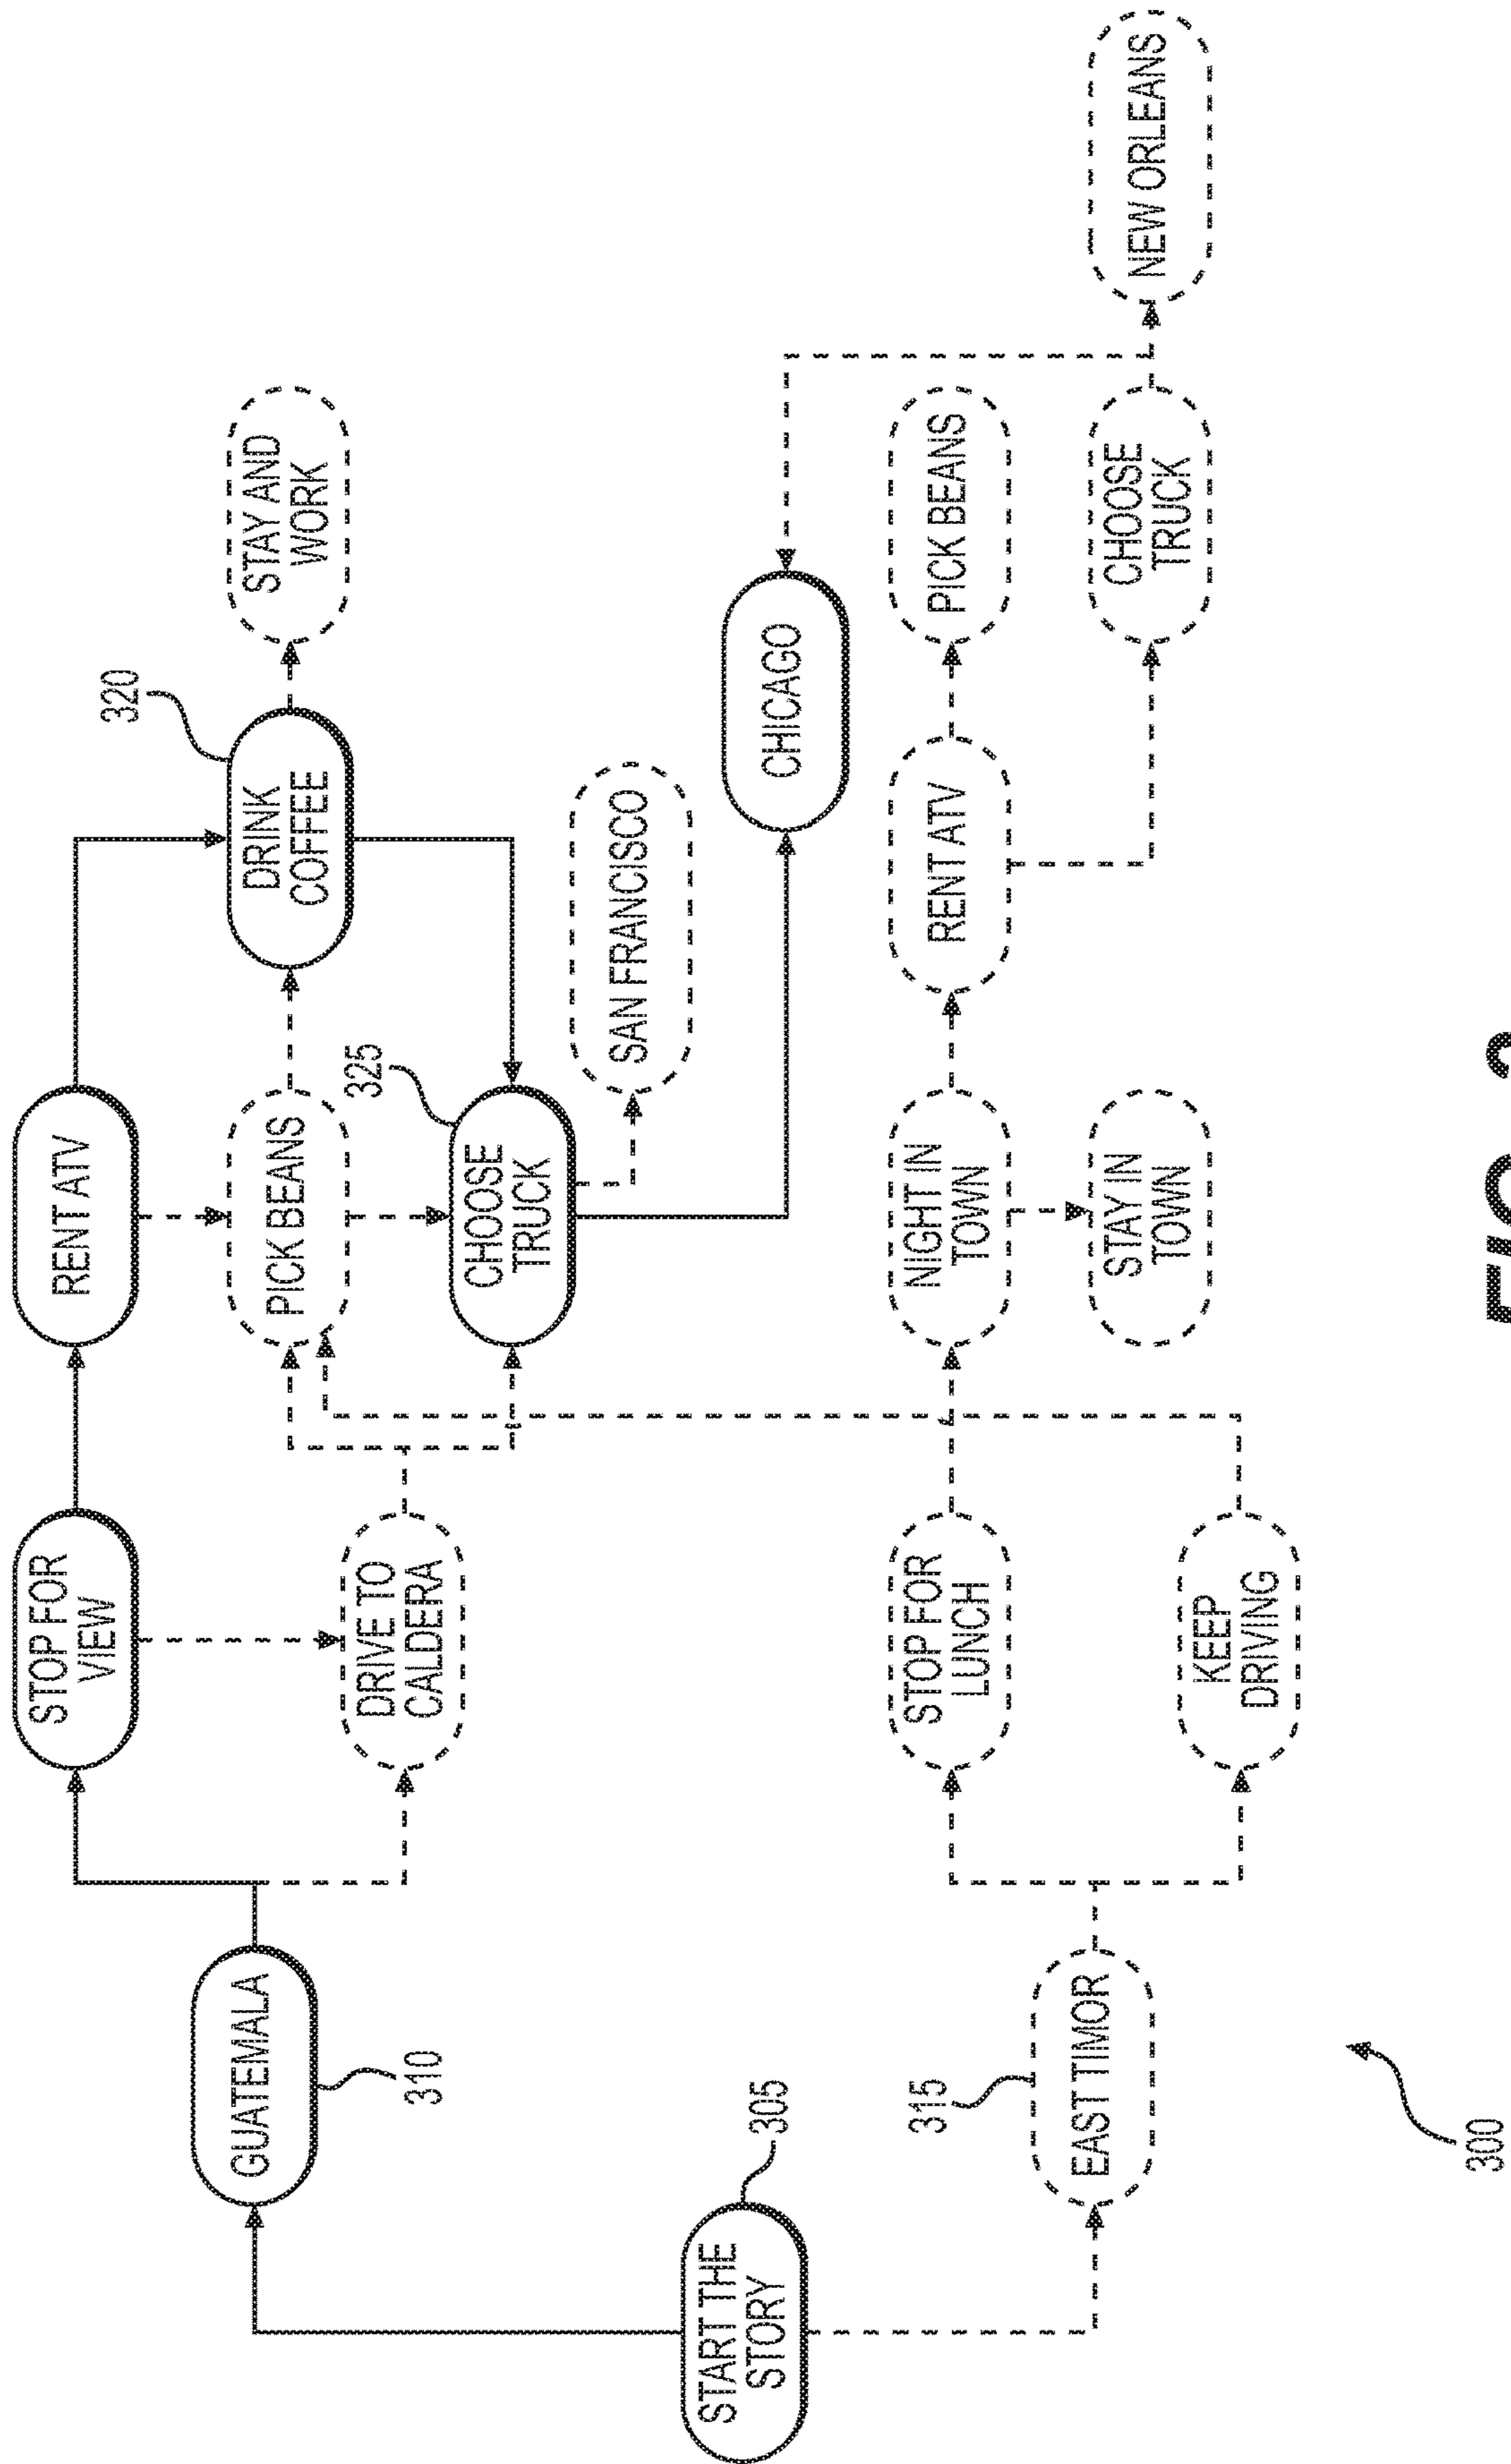 STOP FOR
VIEW
RENT ATV
320
GUATEMALA
PICK BEANS
DRINK
COFFEE
STAY AND
WORK
310
DRIVE TO
CALDERA
325
CHOOSE
TRUCK
SAN FRANCISCO
START THE
STORY
305
CHICAGO
315
STOP FOR
LUNCH
NIGHT IN
TOWN
RENT ATV
PICK BEANS
EAST TIMOR
STAY IN
TOWN
CHOOSE
TRUCK
NEW ORLEANS
KEEP
DRIVING
300